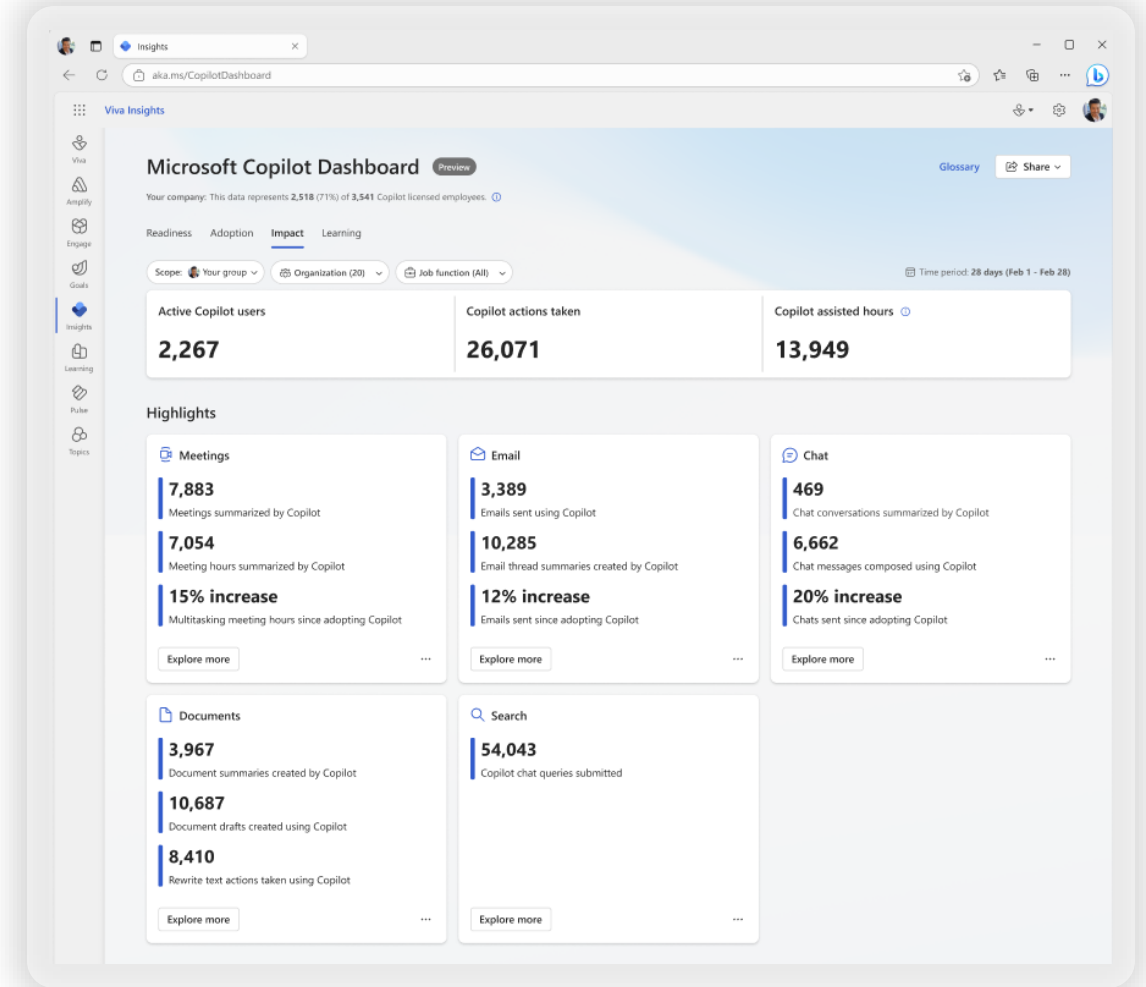 Insights
aka.ms/CopilotDashboard
Viva Insights
Viva
Amplify
Engage
Goals
Insights
Learning
Pulse
Topics
Microsoft Copilot Dashboard Preview
Glossary Share
Your company: This data represents 2,518 (71%) of 3,541 Copilot licensed employees.
Readiness Adoption Impact Learning
Scope: Your group Organization (20) Job function (All) Time period: 28 days (Feb 1 - Feb 28)
Active Copilot users
2,267
Copilot actions taken
26,071
Copilot assisted hours
13,949
Highlights
Meetings
7,883
Meetings summarized by Copilot
7,054
Meeting hours summarized by Copilot
15% increase
Multitasking meeting hours since adopting Copilot
Explore more
Email
3,389
Emails sent using Copilot
10,285
Email thread summaries created by Copilot
12% increase
Emails sent since adopting Copilot
Explore more
Chat
469
Chat conversations summarized by Copilot
6,662
Chat messages composed using Copilot
20% increase
Chats sent since adopting Copilot
Explore more
Documents
3,967
Document summaries created by Copilot
10,687
Document drafts created using Copilot
8,410
Rewrite text actions taken using Copilot
Explore more
Search
54,043
Copilot chat queries submitted
Explore more